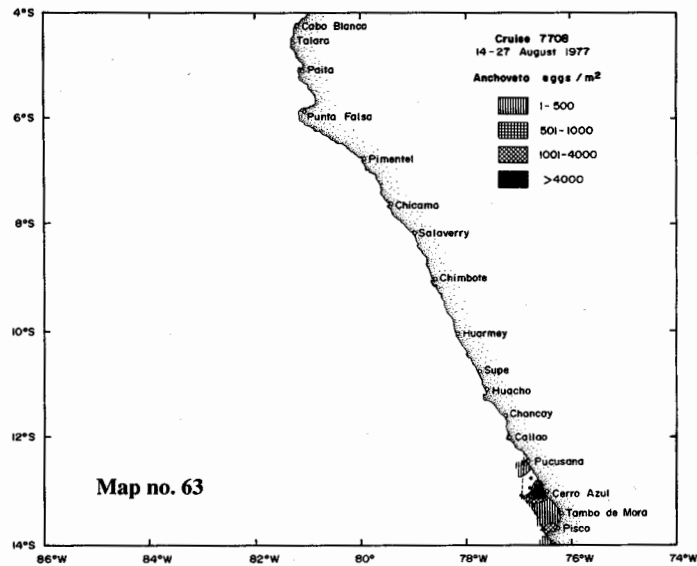 4°S
Cabo Blanco
Talara
Cruise 7708
14-27 August 1977
Paita
Anchoveta eggs/m²
1-500
6°S
Punta Falsa
501-1000
1001-4000
Pimentel
>4000
Chicama
8°S
Salaverry
Chimbote
10°S
Huarmey
Supe
Huacho
Chancay
12°S
Callao
Pucusana
Map no. 63
Cerro Azul
Tambo de Mora
Pisco
14°S
86°W 84°W 82°W 80° 78°W 76°W 74°W